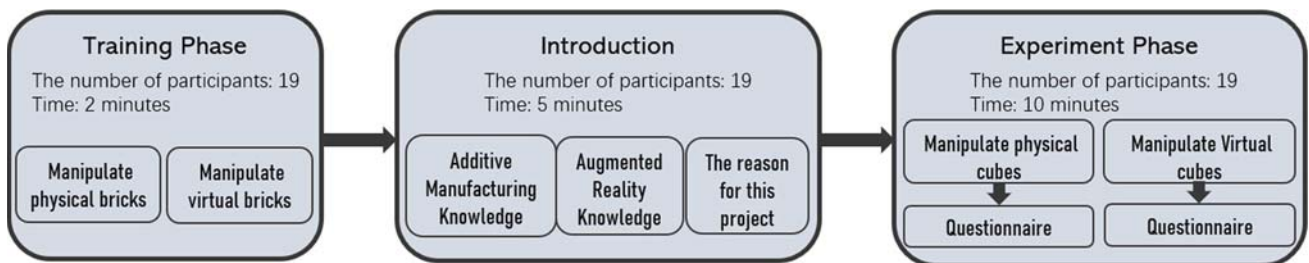 Training Phase
The number of participants: 19
Time: 2 minutes
Manipulate
physical bricks
Manipulate
virtual bricks
Introduction
The number of participants: 19
Time: 5 minutes
Additive
Manufacturing
Knowledge
Augmented
Reality
Knowledge
The reason
for this
project
Experiment Phase
The number of participants: 19
Time: 10 minutes
Manipulate physical
cubes
Questionnaire
Manipulate Virtual
cubes
Questionnaire